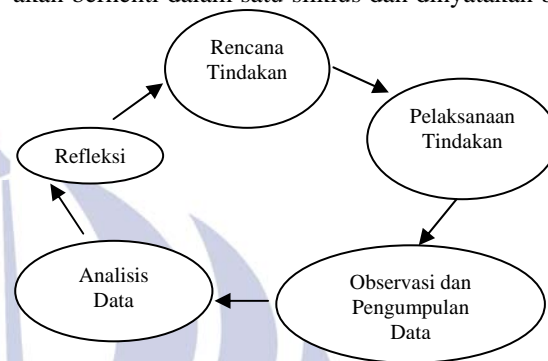 akan berhenti dalam satu siklus dan dinyatakan
Rencana
Tindakan
Pelaksanaan
Tindakan
Observasi dan
Pengumpulan
Data
Analisis
Data
Refleksi